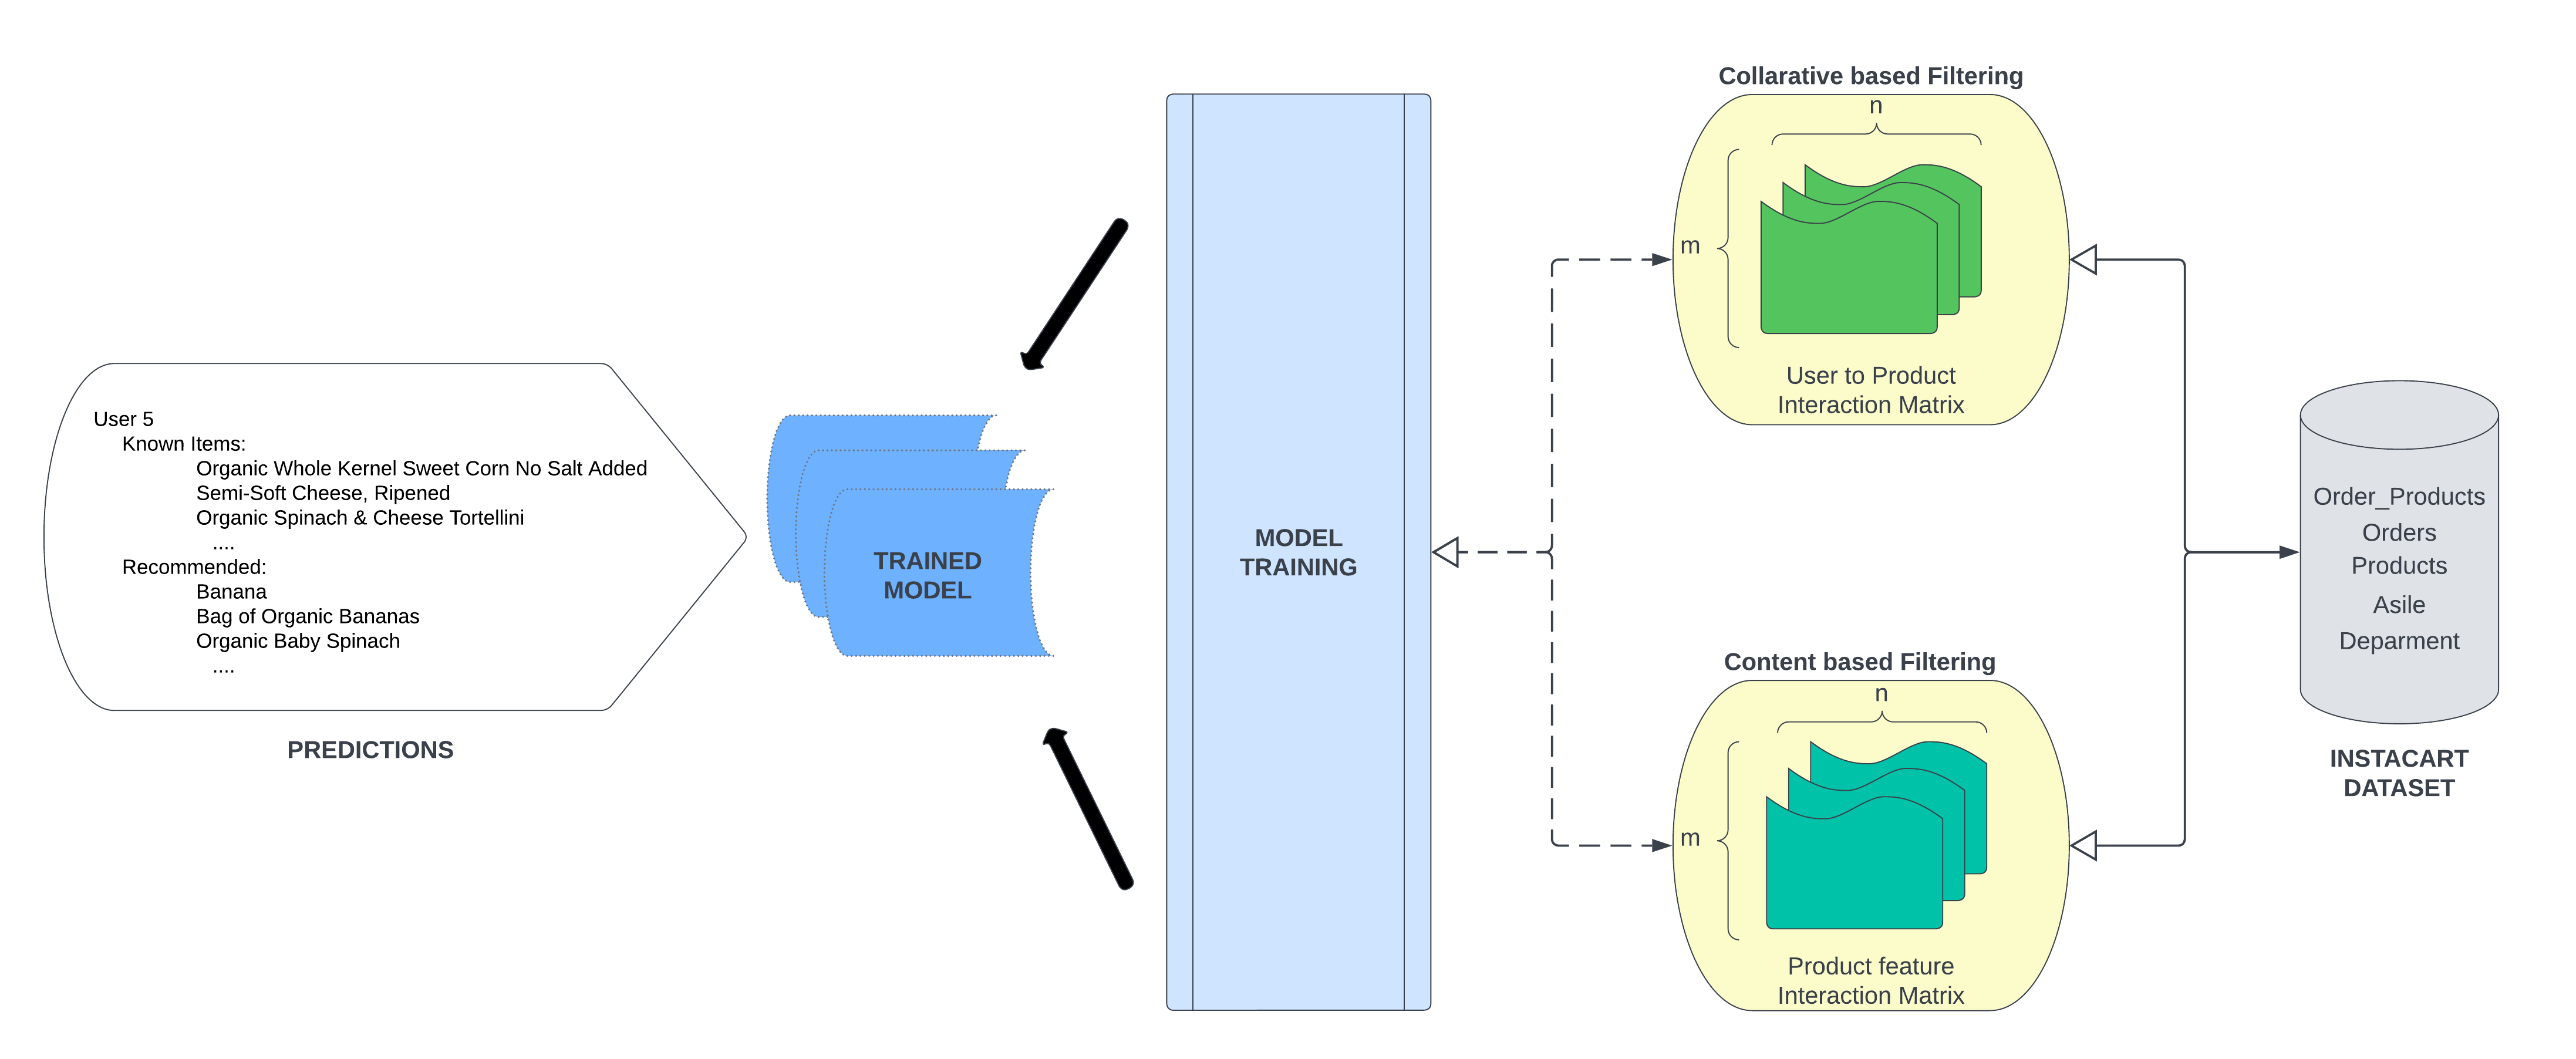 User 5
Known Items:
Organic Whole Kernel Sweet Corn No Salt Added
Semi-Soft Cheese, Ripened
Organic Spinach & Cheese Tortellini
....
Recommended:
Banana
Bag of Organic Bananas
Organic Baby Spinach
....
PREDICTIONS
TRAINED
MODEL
MODEL
TRAINING
Collarative based Filtering
n
m
User to Product
Interaction Matrix
Content based Filtering
n
m
Product feature
Interaction Matrix
Order_Products
Orders
Products
Asile
Deparment
INSTACART
DATASET